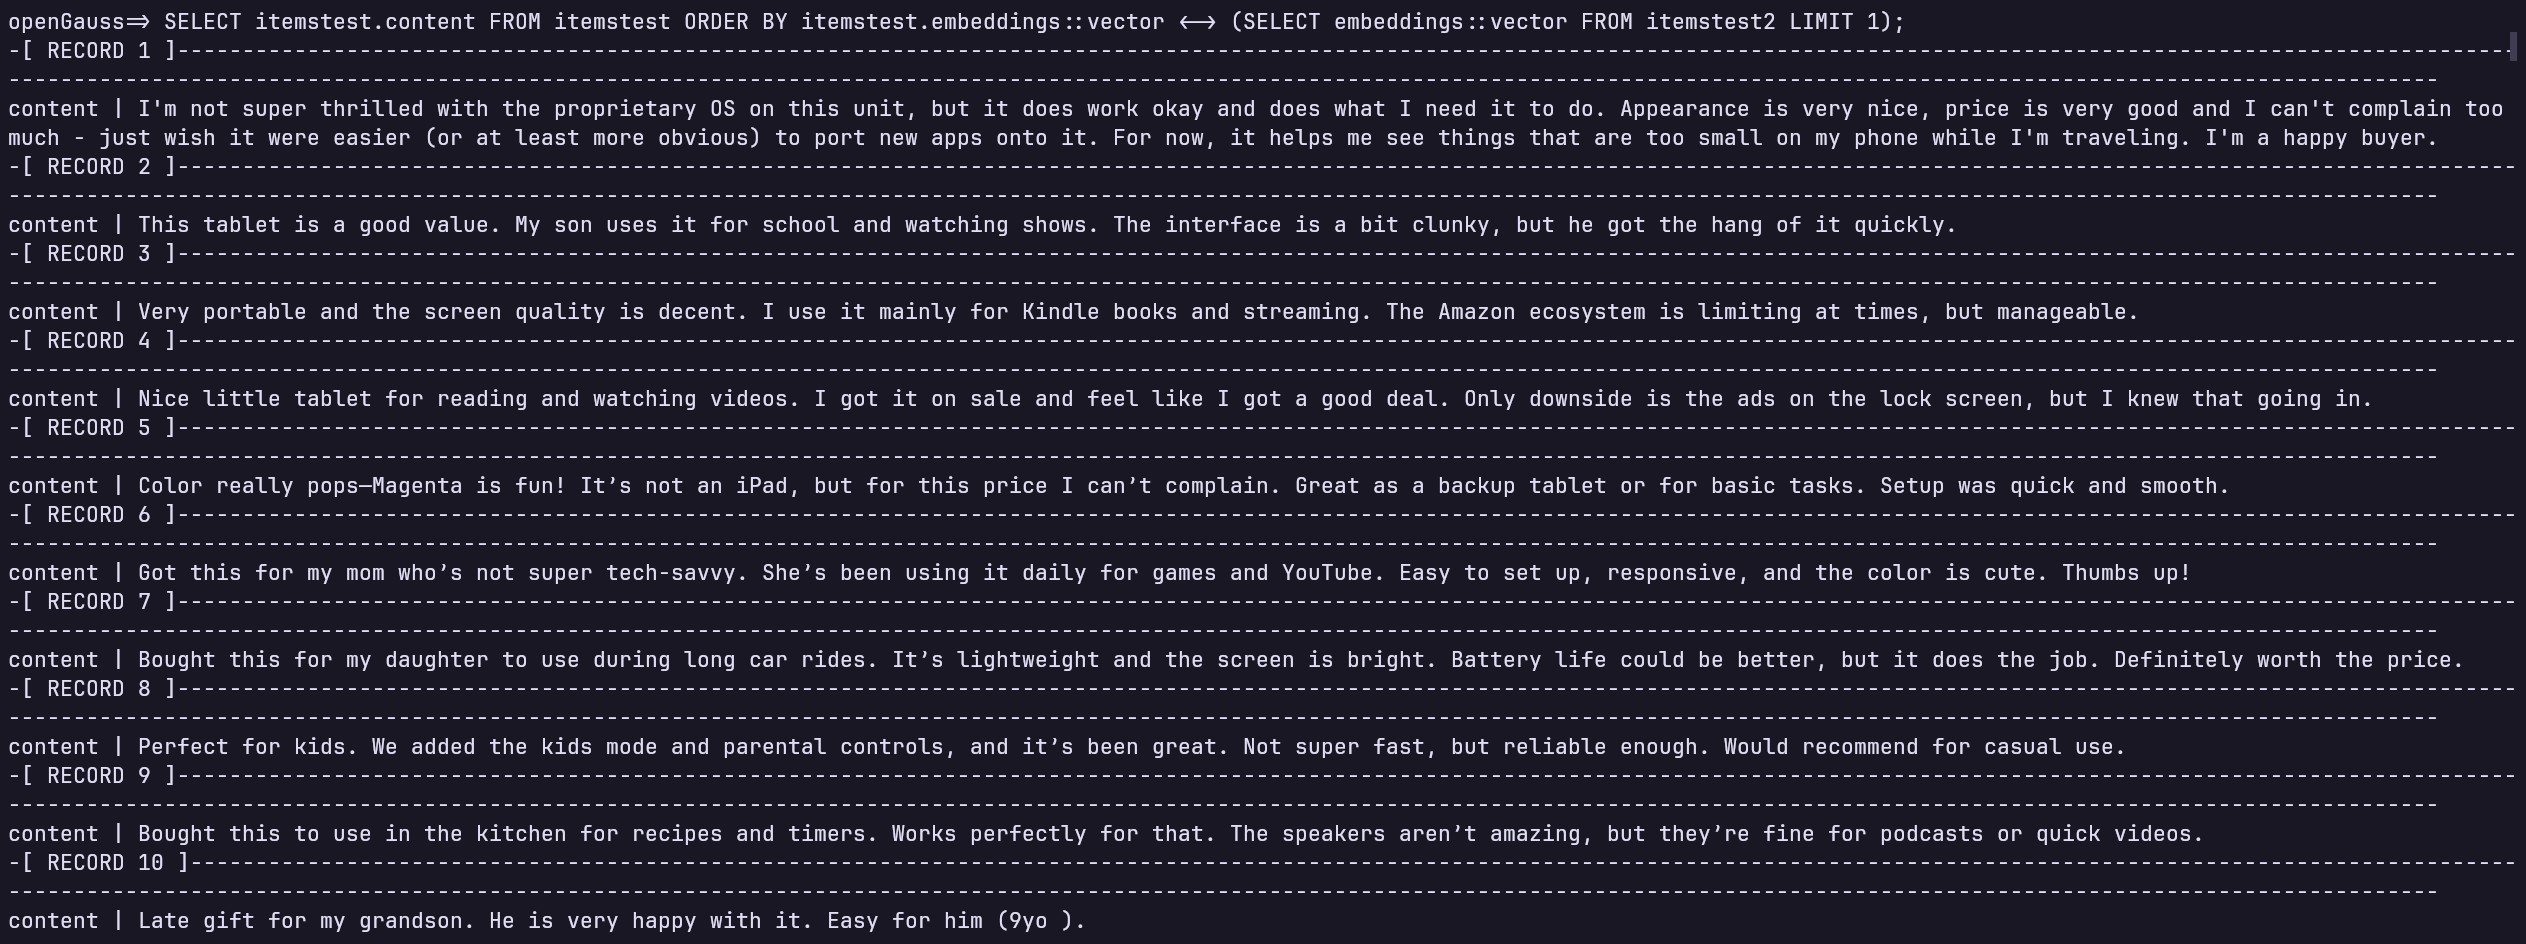 openGauss=> SELECT itemstest.content FROM itemstest ORDER BY itemstest.embeddings::vector <-> (SELECT embeddings::vector FROM itemstest2 LIMIT 1);
-[ RECORD 1 ]-----------------------------------------------------------------
content | I'm not super thrilled with the proprietary OS on this unit, but it does work okay and does what I need it to do. Appearance is very nice, price is very good and I can't complain too
much - just wish it were easier (or at least more obvious) to port new apps onto it. For now, it helps me see things that are too small on my phone while I'm traveling. I'm a happy buyer.
-[ RECORD 2 ]-----------------------------------------------------------------
content | This tablet is a good value. My son uses it for school and watching shows. The interface is a bit clunky, but he got the hang of it quickly.
-[ RECORD 3 ]-----------------------------------------------------------------
content | Very portable and the screen quality is decent. I use it mainly for Kindle books and streaming. The Amazon ecosystem is limiting at times, but manageable.
-[ RECORD 4 ]-----------------------------------------------------------------
content | Nice little tablet for reading and watching videos. I got it on sale and feel like I got a good deal. Only downside is the ads on the lock screen, but I knew that going in.
-[ RECORD 5 ]-----------------------------------------------------------------
content | Color really pops—Magenta is fun! It’s not an iPad, but for this price I can’t complain. Great as a backup tablet or for basic tasks. Setup was quick and smooth.
-[ RECORD 6 ]-----------------------------------------------------------------
content | Got this for my mom who’s not super tech-savvy. She’s been using it daily for games and YouTube. Easy to set up, responsive, and the color is cute. Thumbs up!
-[ RECORD 7 ]-----------------------------------------------------------------
content | Bought this for my daughter to use during long car rides. It’s lightweight and the screen is bright. Battery life could be better, but it does the job. Definitely worth the price.
-[ RECORD 8 ]-----------------------------------------------------------------
content | Perfect for kids. We added the kids mode and parental controls, and it’s been great. Not super fast, but reliable enough. Would recommend for casual use.
-[ RECORD 9 ]-----------------------------------------------------------------
content | Bought this to use in the kitchen for recipes and timers. Works perfectly for that. The speakers aren’t amazing, but they’re fine for podcasts or quick videos.
-[ RECORD 10 ]----------------------------------------------------------------
content | Late gift for my grandson. He is very happy with it. Easy for him (9yo ).